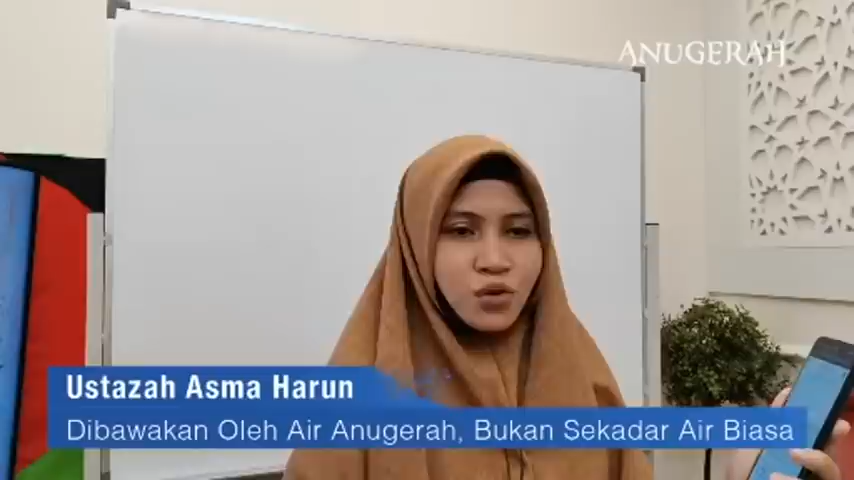 ANUGERAH
Ustazah Asma Harun
Dibawakan Oleh Air Anugerah, Bukan Sekadar Air Biasa